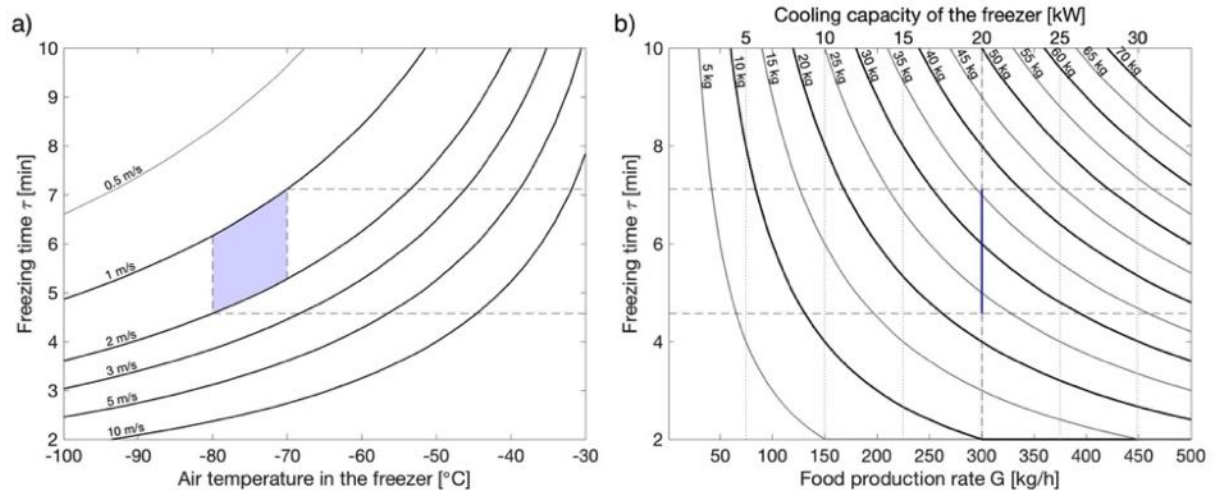 a)
10
9
8
7
6
5
4
3
2
Freezing time τ [min]
0.5 m/s
1 m/s
2 m/s
3 m/s
5 m/s
10 m/s
-100 -90 -80 -70 -60 -50 -40 -30
Air temperature in the freezer [°C]
b)
Cooling capacity of the freezer [kW]
5 10 15 20 25 30
10
9
8
7
6
5
4
3
2
Freezing time τ [min]
5 kg
10 kg
15 kg
20 kg
25 kg
30 kg
35 kg
40 kg
45 kg
50 kg
55 kg
60 kg
65 kg
70 kg
50 100 150 200 250 300 350 400 450 500
Food production rate G [kg/h]